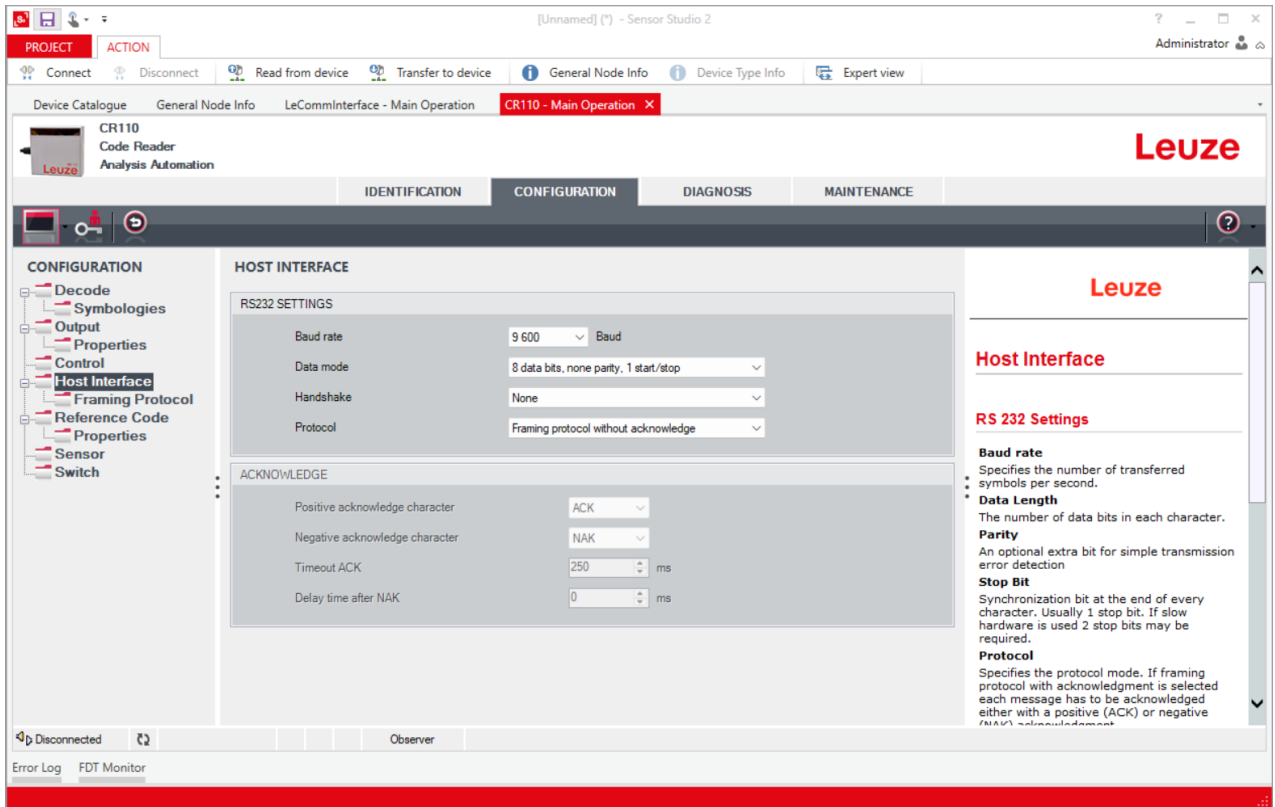 [Unnamed] (*) - Sensor Studio 2
PROJECT ACTION Administrator
Connect Disconnect Read from device Transfer to device General Node Info Device Type Info Expert view
Device Catalogue General Node Info LeCommInterface - Main Operation CR110 - Main Operation
CR110
Code Reader
Analysis Automation
Leuze
Leuze
IDENTIFICATION CONFIGURATION DIAGNOSIS MAINTENANCE
CONFIGURATION
Decode
Symbologies
Output
Properties
Control
Host Interface
Framing Protocol
Reference Code
Properties
Sensor
Switch
HOST INTERFACE
RS232 SETTINGS
Baud rate 9 600 Baud
Data mode 8 data bits, none parity, 1 start/stop
Handshake None
Protocol Framing protocol without acknowledge
ACKNOWLEDGE
Positive acknowledge character ACK
Negative acknowledge character NAK
Timeout ACK 250 ms
Delay time after NAK 0 ms
Leuze
Host Interface
RS 232 Settings
Baud rate
Specifies the number of transferred
symbols per second.
Data Length
The number of data bits in each character.
Parity
An optional extra bit for simple transmission
error detection
Stop Bit
Synchronization bit at the end of every
character. Usually 1 stop bit. If slow
hardware is used 2 stop bits may be
required.
Protocol
Specifies the protocol mode. If framing
protocol with acknowledgment is selected
each message has to be acknowledged
either with a positive (ACK) or negative
(NAK) acknowledgment
Disconnected Observer
Error Log FDT Monitor